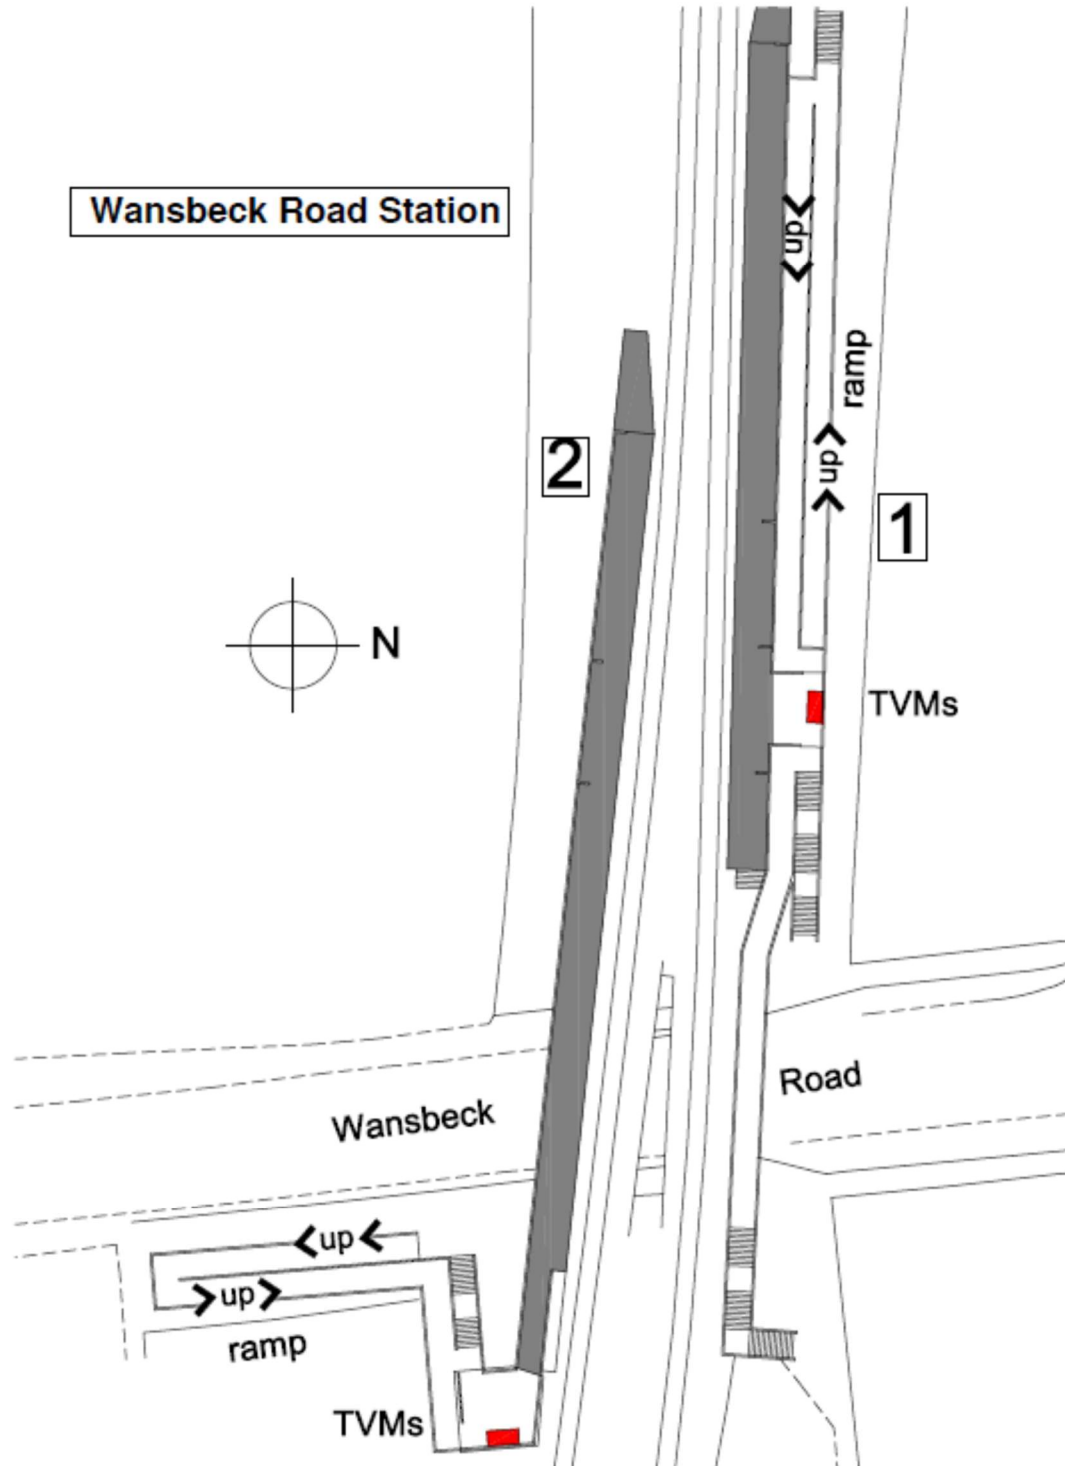 Wansbeck Road Station
up
ramp
2
up
1
N
TVMs
Road
Wansbeck
up
up
ramp
TVMs